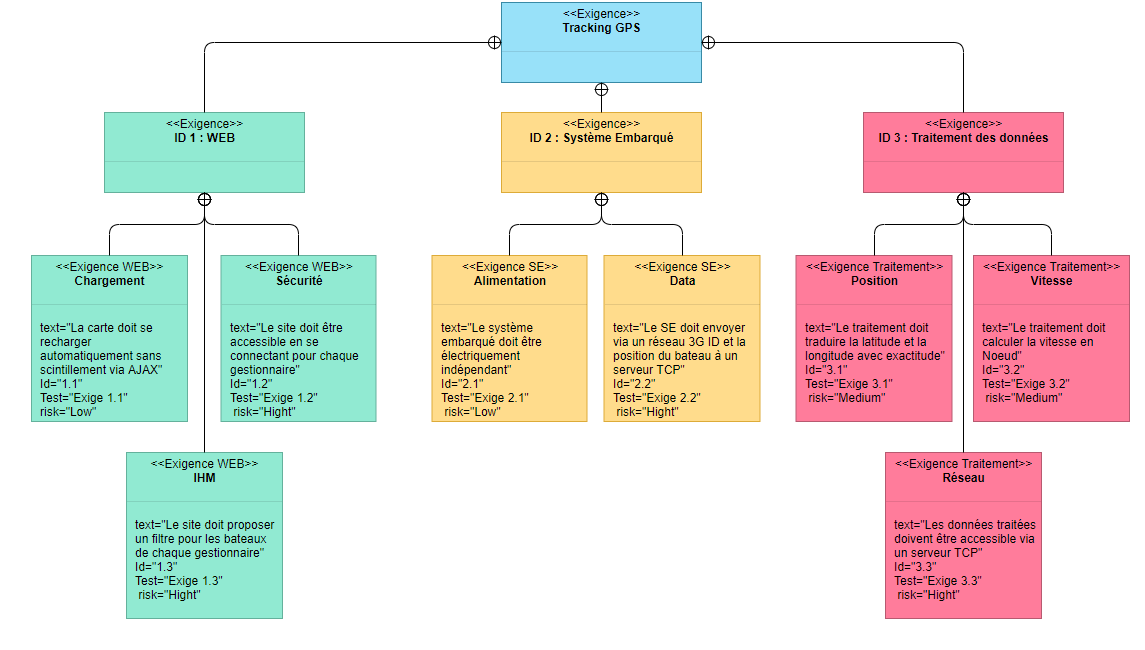 <<Exigence>>
Tracking GPS
<<Exigence>>
ID 1 : WEB
<<Exigence>>
ID 2 : Système Embarqué
<<Exigence>>
ID 3 : Traitement des données
<<Exigence WEB>>
Chargement
text="La carte doit se
recharger
automatiquement sans
scintillement via AJAX"
Id="1.1"
Test="Exige 1.1"
risk="Low"
<<Exigence WEB>>
Sécurité
text="Le site doit être
accessible en se
connectant pour chaque
gestionnaire"
Id="1.2"
Test="Exige 1.2"
risk="Hight"
<<Exigence SE>>
Alimentation
text="Le système
embarqué doit être
électriquement
indépendant"
Id="2.1"
Test="Exige 2.1"
risk="Low"
<<Exigence SE>>
Data
text="Le SE doit envoyer
via un réseau 3G ID et la
position du bateau à un
serveur TCP"
Id="2.2"
Test="Exige 2.2"
risk="Hight"
<<Exigence Traitement>>
Position
text="Le traitement doit
traduire la latitude et la
longitude avec exactitude"
Id="3.1"
Test="Exige 3.1"
risk="Medium"
<<Exigence Traitement>>
Vitesse
text="Le traitement doit
calculer la vitesse en
Noeud"
Id="3.2"
Test="Exige 3.2"
risk="Medium"
<<Exigence WEB>>
IHM
text="Le site doit proposer
un filtre pour les bateaux
de chaque gestionnaire"
Id="1.3"
Test="Exige 1.3"
risk="Hight"
<<Exigence Traitement>>
Réseau
text="Les données traitées
doivent être accessible via
un serveur TCP"
Id="3.3"
Test="Exige 3.3"
risk="Hight"